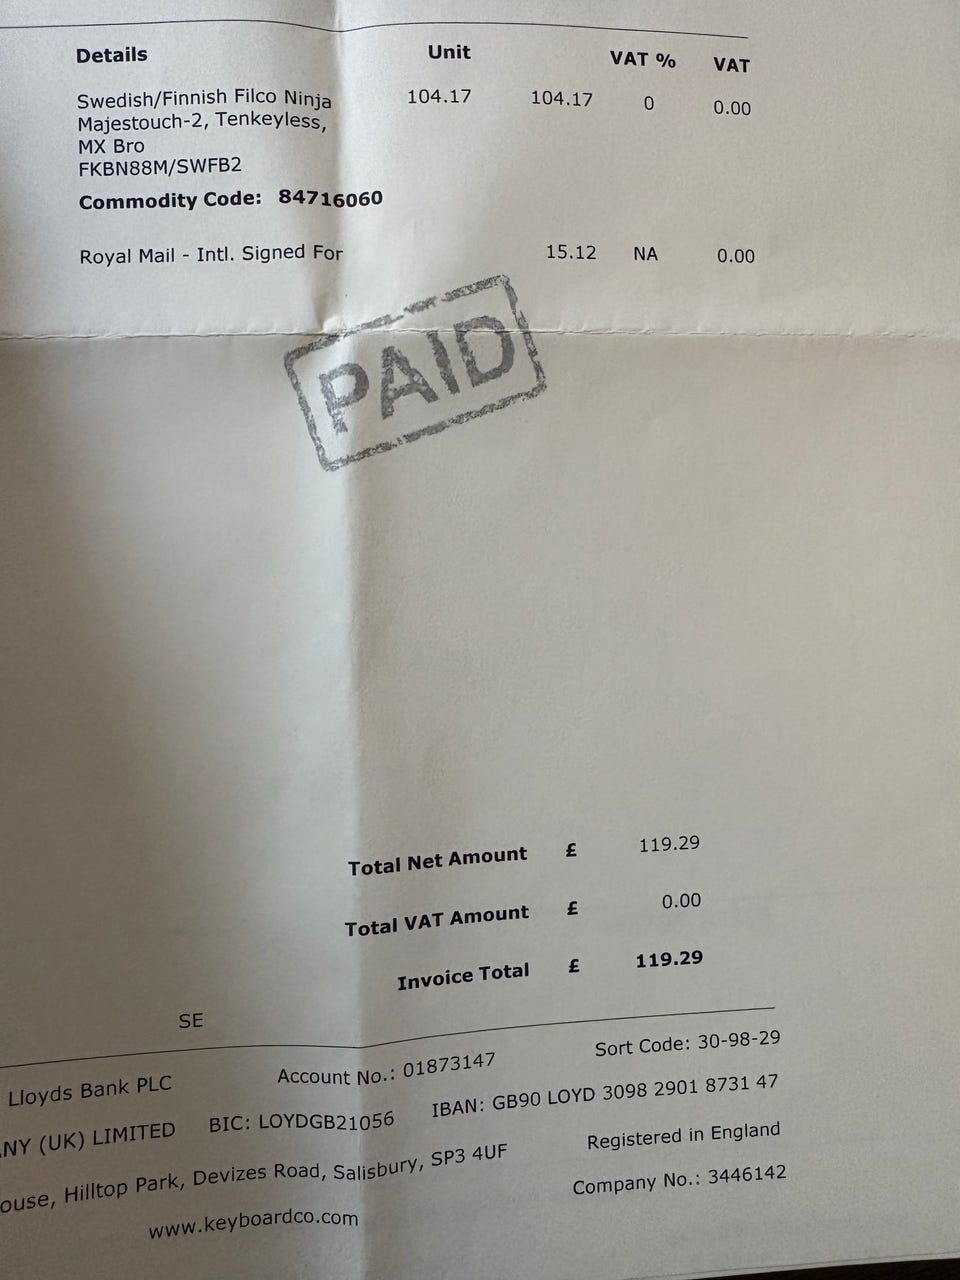 Details Unit VAT % VAT
Swedish/Finnish Filco Ninja 104.17 104.17 0 0.00
Majestouch-2, Tenkeyless,
MX Bro
FKBN88M/SWFB2
Commodity Code: 84716060
Royal Mail - Intl. Signed For 15.12 NA 0.00
PAID
Total Net Amount £ 119.29
Total VAT Amount £ 0.00
Invoice Total £ 119.29
SE
Lloyds Bank PLC Account No.: 01873147 Sort Code: 30-98-29
NY (UK) LIMITED BIC: LOYDGB21056 IBAN: GB90 LOYD 3098 2901 8731 47
ouse, Hilltop Park, Devizes Road, Salisbury, SP3 4UF Registered in England
www.keyboardco.com Company No.: 3446142